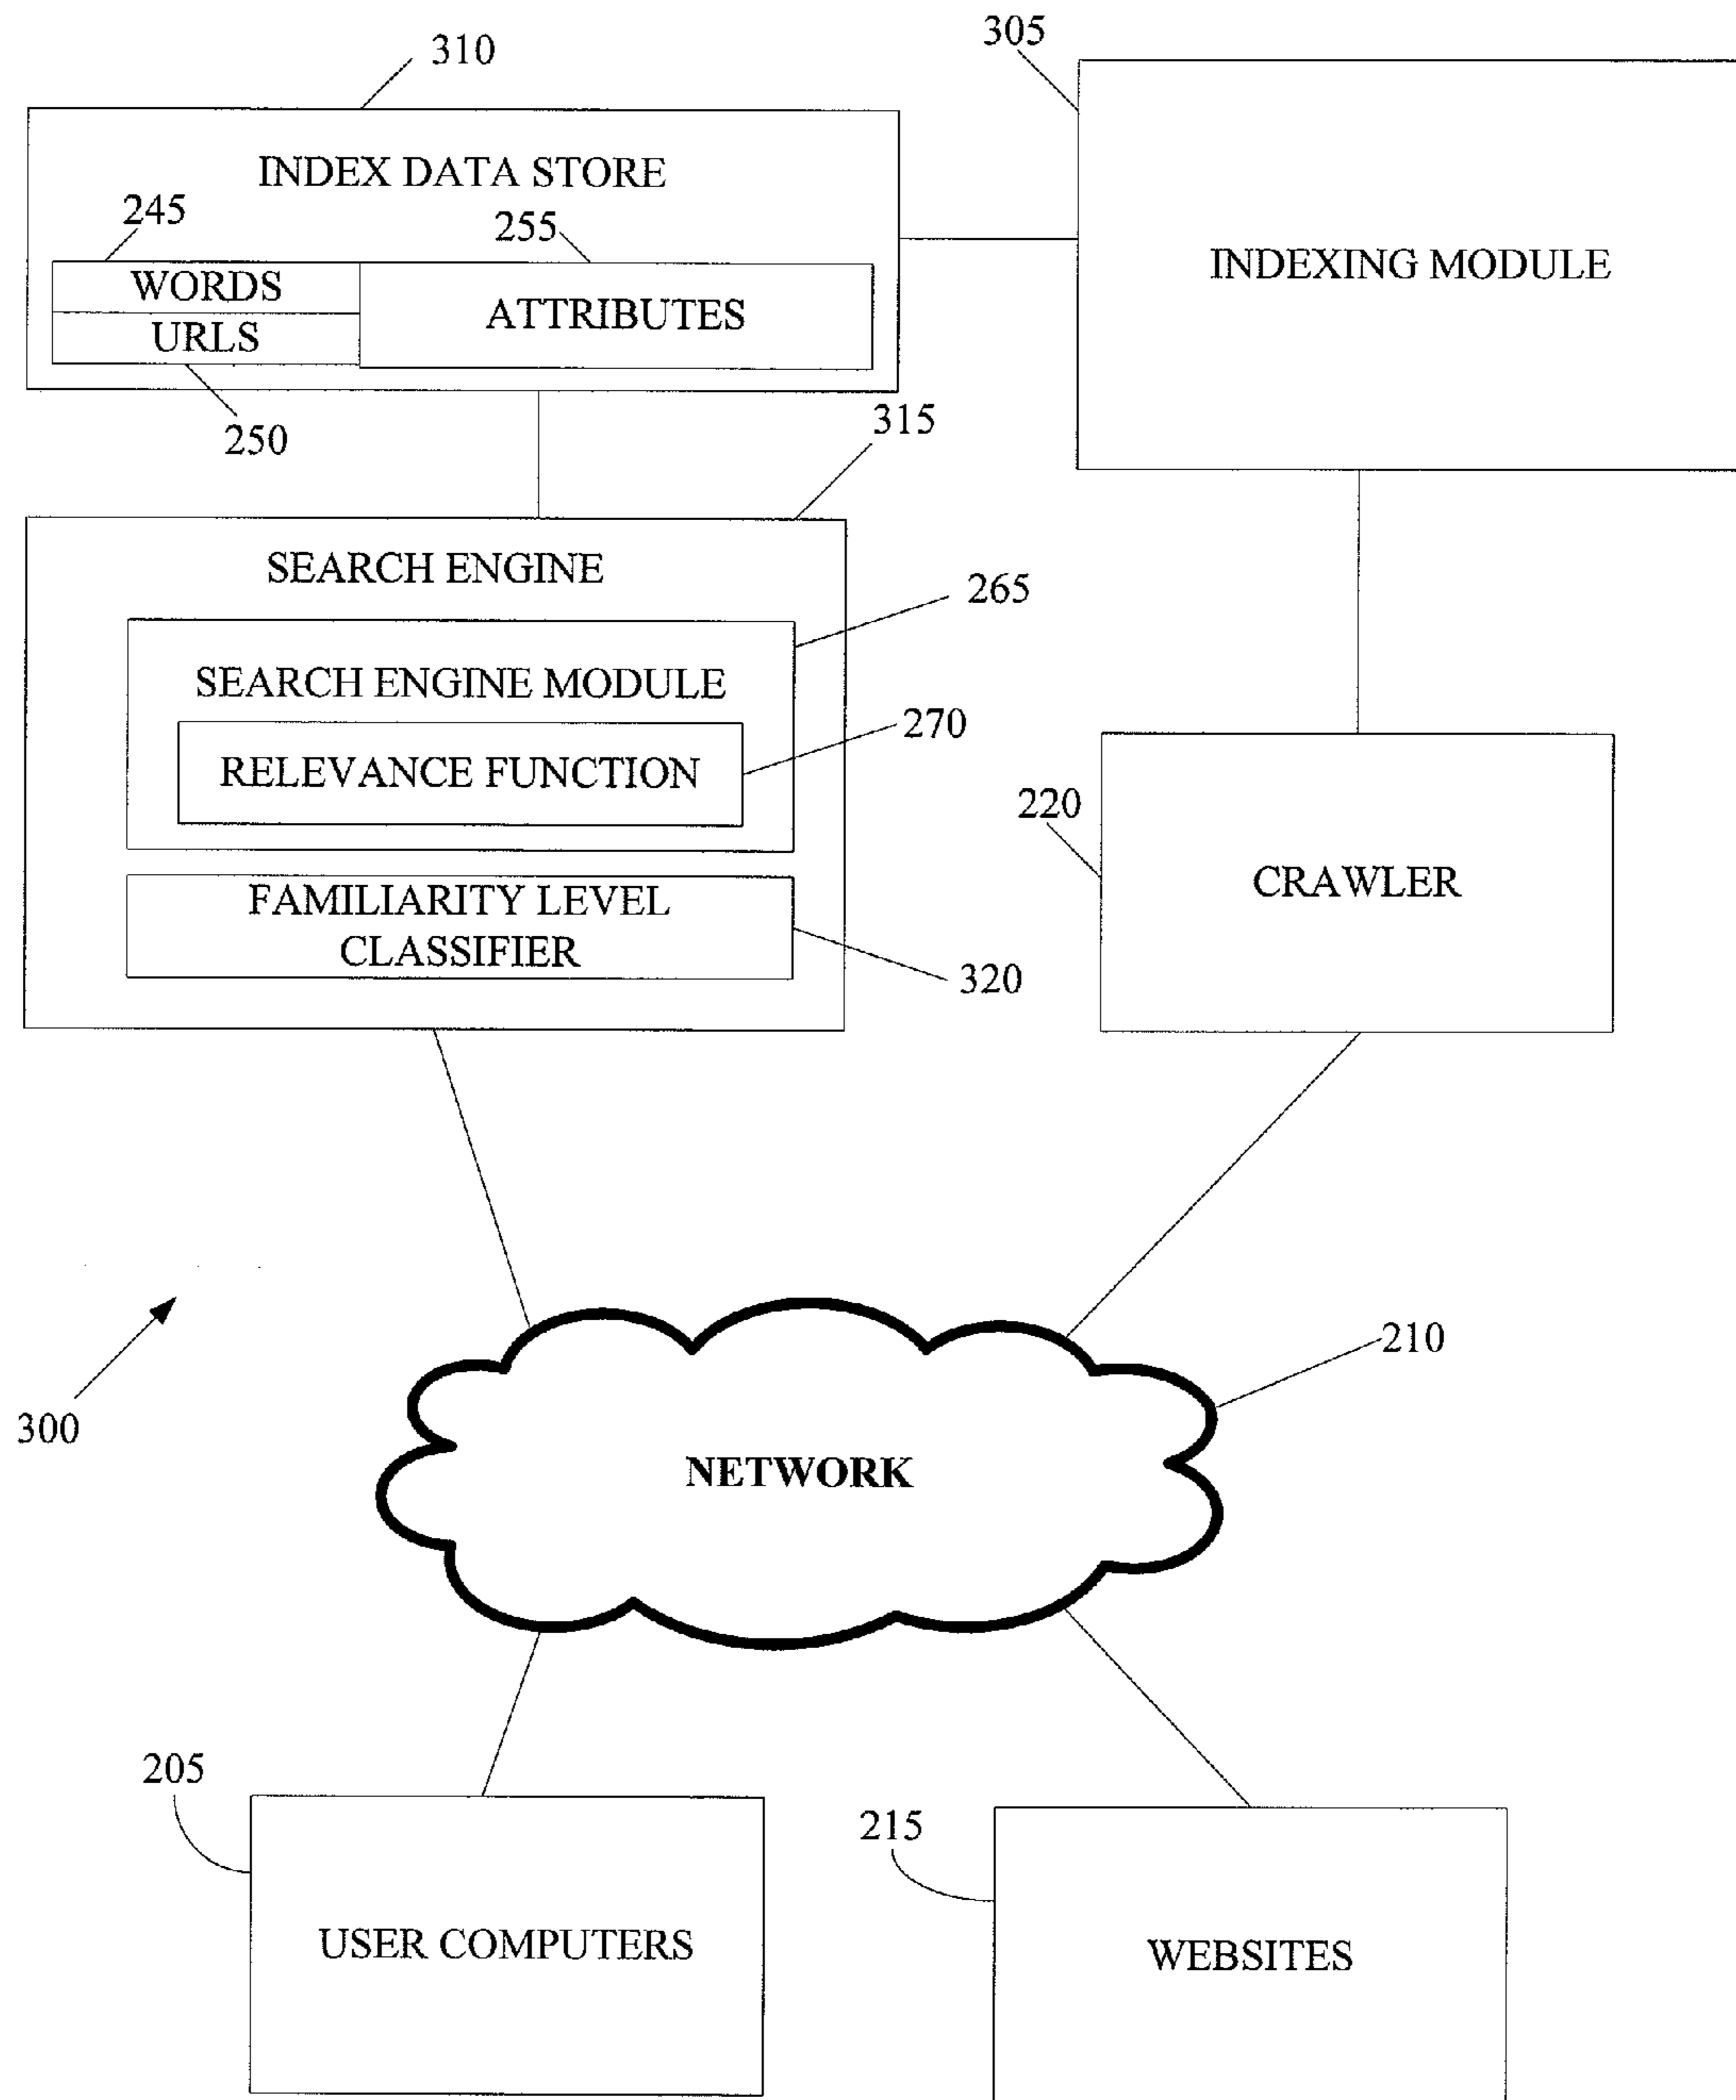 310
305
INDEX DATA STORE
245
255
WORDS
ATTRIBUTES
URLS
INDEXING MODULE
250
315
SEARCH ENGINE
265
SEARCH ENGINE MODULE
270
RELEVANCE FUNCTION
220
CRAWLER
FAMILIARITY LEVEL
CLASSIFIER
320
210
300
NETWORK
205
215
USER COMPUTERS
WEBSITES